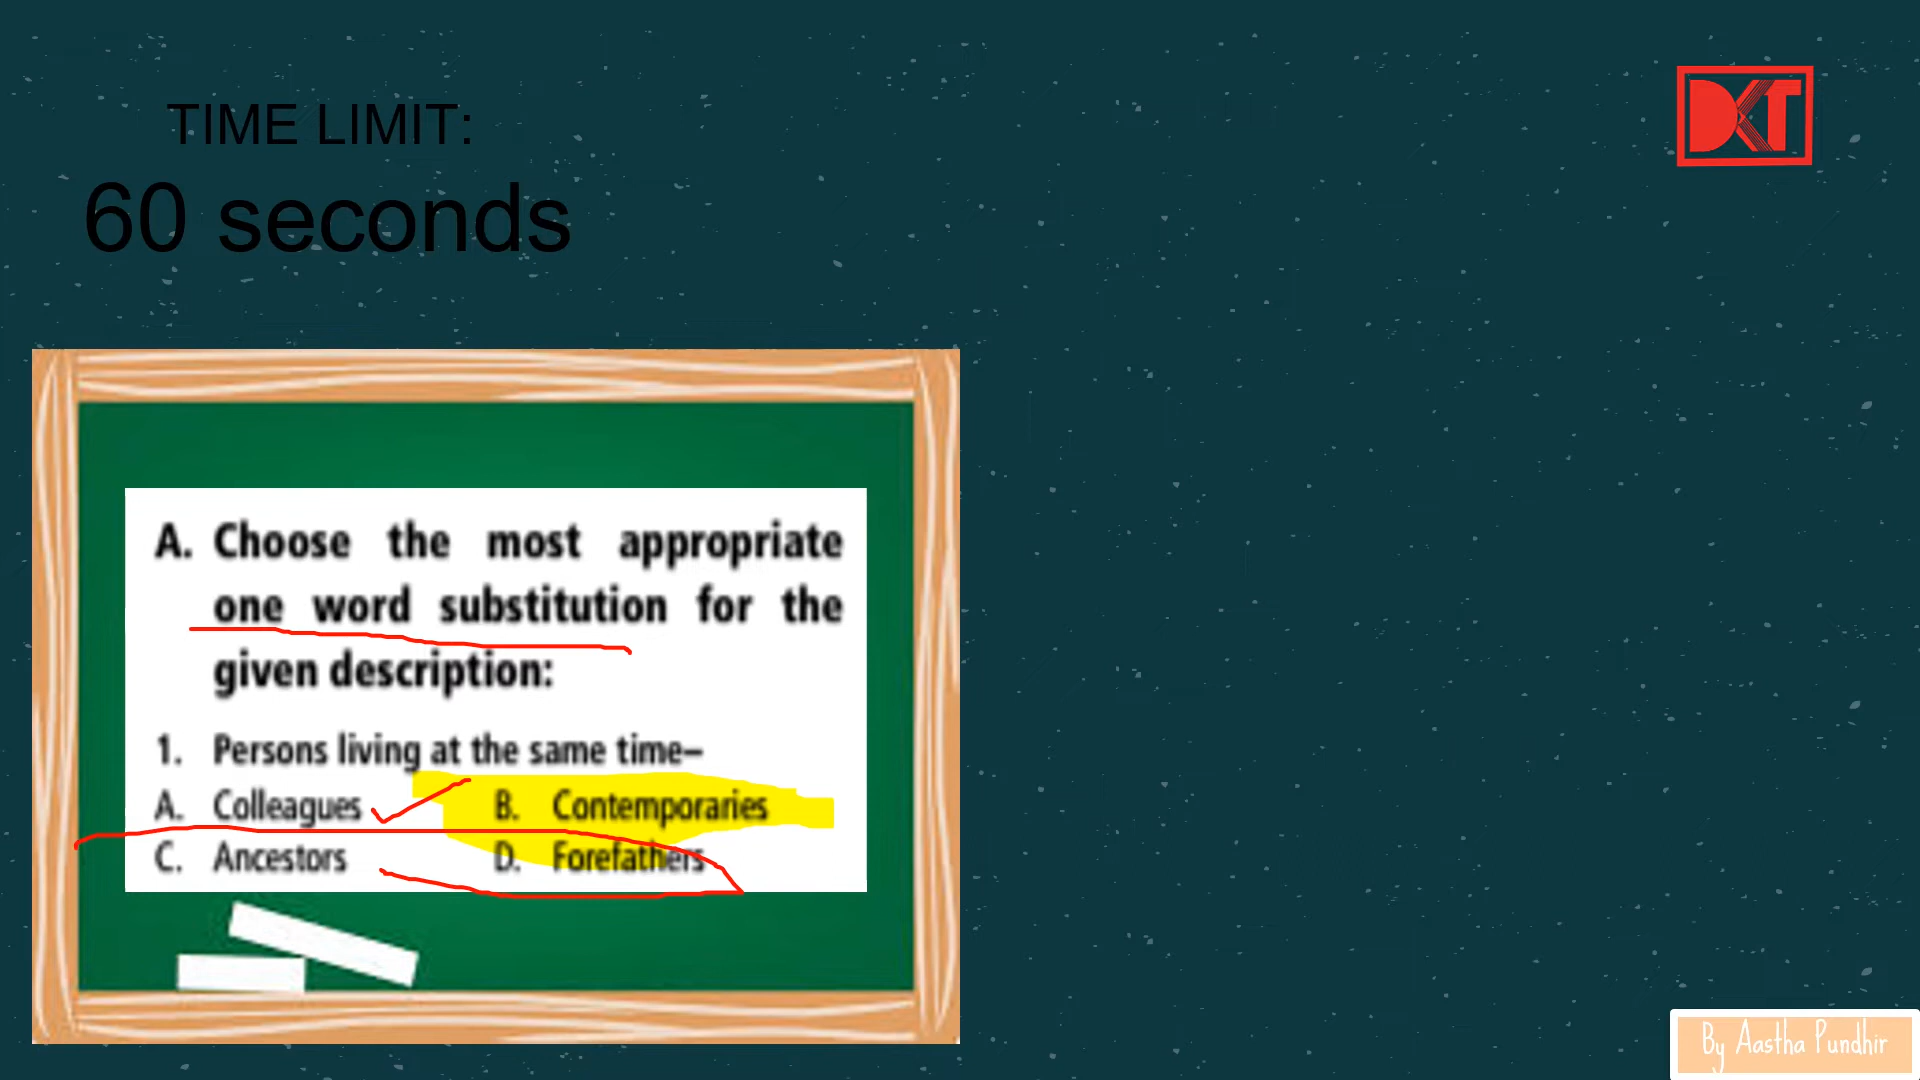 TIME LIMIT:
60 seconds
DKT
A. Choose the most appropriate
one word substitution for the
given description:
1. Persons living at the same time–
A. Colleagues B. Contemporaries
C. Ancestors D. Forefathers
By Aastha Pundhir